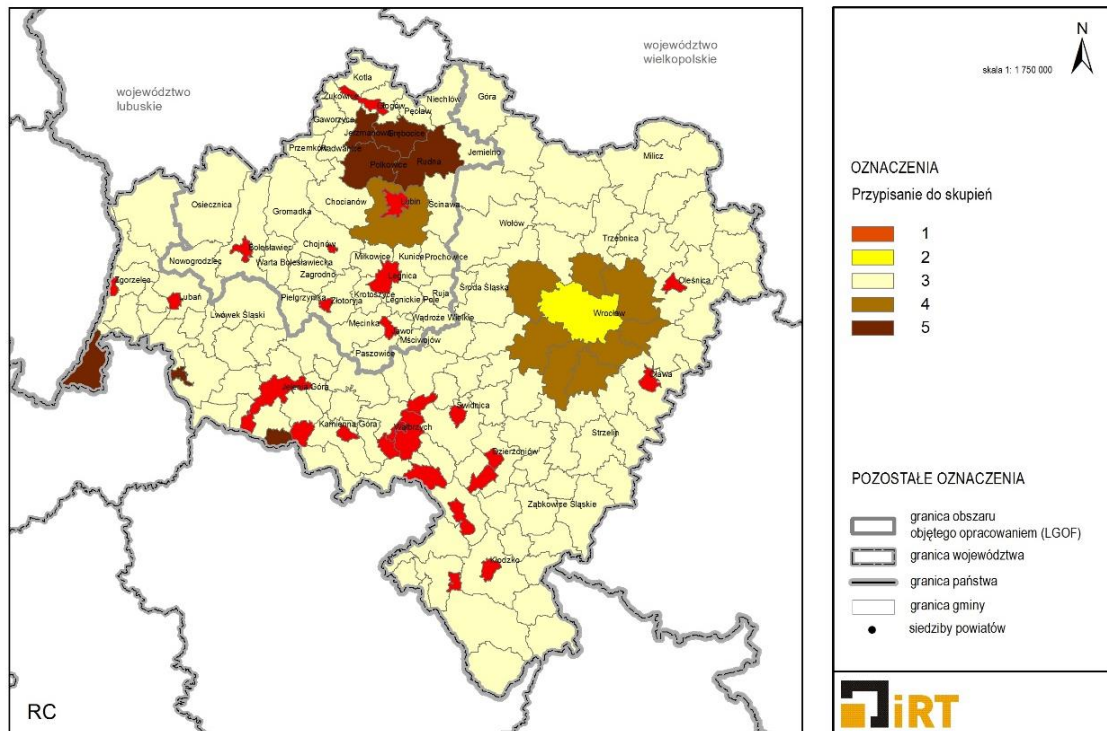 województwo
lubuskie
województwo
wielkopolskie
Kotla
Żukowice
Niechlów
Góra
Pęcław
Gaworzyce
Jerzmanowa
Grębocice
Przemków
Radwanice
Jemielno
Polkowice
Rudna
Milicz
Osiecznica
Gromadka
Chocianów
Lubin
Ścinawa
Wołów
Trzebnica
Bolesławiec
Chojnów
Nowogrodziec
Warta Bolesławiecka
Miłkowice
Kunice
Prochowice
Zagrodno
Legnica
Zgorzelec
Oleśnica
Środa Śląska
Lubań
Pielgrzymka
Złotoryja
Krotoszyce
Legnickie Pole
Ruja
Wrocław
Lwówek Śląski
Męcinka
Wądroże Wielkie
Jawor
Mściwojów
Paszowice
Oława
Jelenia Góra
Świdnica
Kamienna Góra
Wałbrzych
Strzelin
Dzierżoniów
Ząbkowice Śląskie
Kłodzko
RC
N
skala 1: 1 750 000
OZNACZENIA
Przypisanie do skupień
1
2
3
4
5
POZOSTAŁE OZNACZENIA
granica obszaru
objętego opracowaniem (LGOF)
granica województwa
granica państwa
granica gminy
siedziby powiatów
iRT